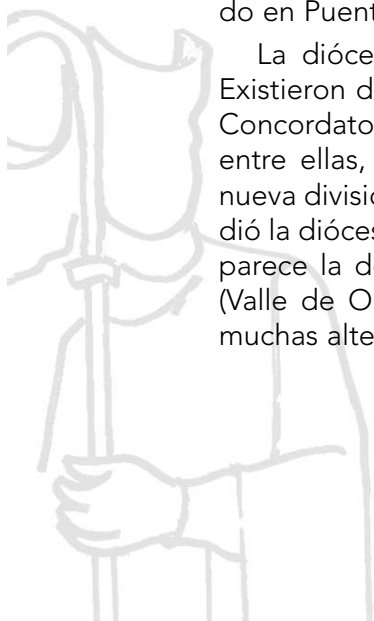 do en Puent
La dióce
Existieron d
Concordato
entre ellas,
nueva divisió
dió la dióces
parece la d
(Valle de O
muchas alte